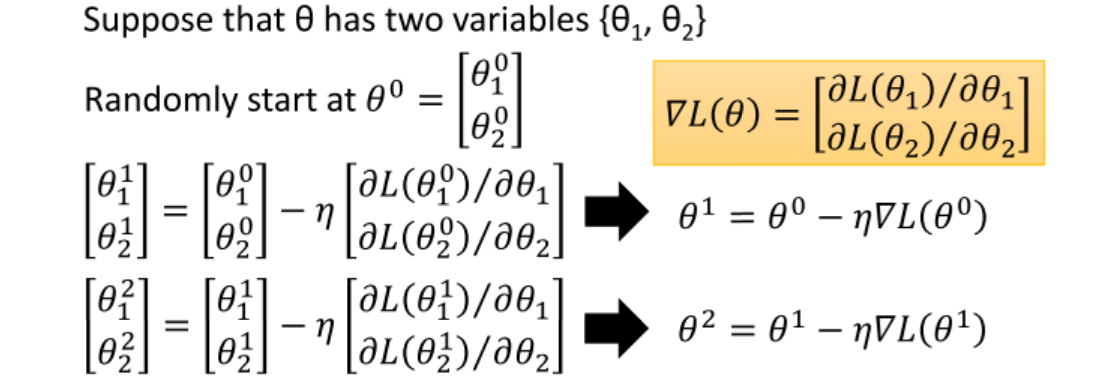 Suppose that θ has two variables {θ₁, θ₂}
Randomly start at θ⁰ = [θ₁⁰ θ₂⁰]
∇L(θ) = [∂L(θ₁)/∂θ₁ ∂L(θ₂)/∂θ₂]
[θ₁¹ θ₂¹] = [θ₁⁰ θ₂⁰] − η [∂L(θ₁⁰)/∂θ₁ ∂L(θ₂⁰)/∂θ₂]
θ¹ = θ⁰ − η∇L(θ⁰)
[θ₁² θ₂²] = [θ₁¹ θ₂¹] − η [∂L(θ₁¹)/∂θ₁ ∂L(θ₂¹)/∂θ₂]
θ² = θ¹ − η∇L(θ¹)